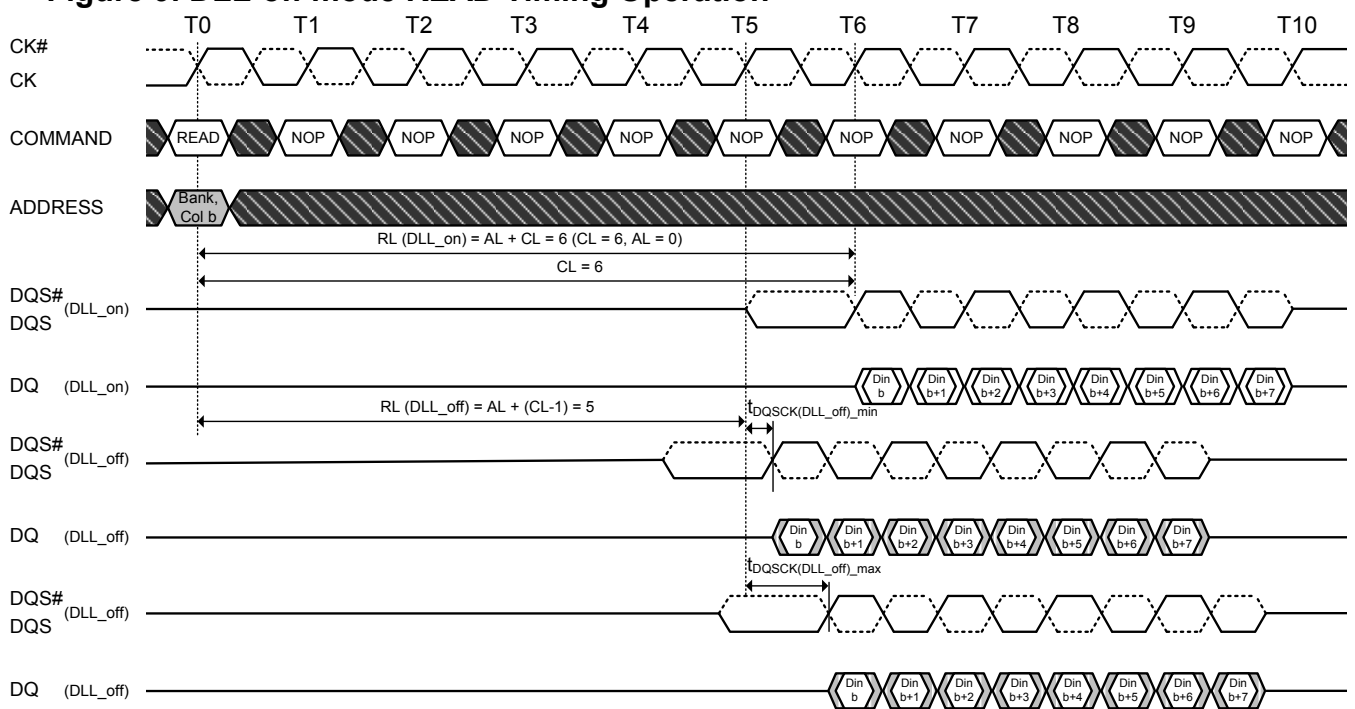 Figure DLL-off mode READ Timing Operation
T0 T1 T2 T3 T4 T5 T6 T7 T8 T9 T10
CK#
CK
COMMAND READ NOP NOP NOP NOP NOP NOP NOP NOP NOP NOP
ADDRESS Bank,
Col b
RL (DLL_on) = AL + CL = 6 (CL = 6, AL = 0)
CL = 6
DQS#
(DLL_on)
DQS
DQ (DLL_on) Din b Din b+1 Din b+2 Din b+3 Din b+4 Din b+5 Din b+6 Din b+7
RL (DLL_off) = AL + (CL-1) = 5
tDQSCK(DLL_off)_min
DQS#
(DLL_off)
DQS
DQ (DLL_off) Din b Din b+1 Din b+2 Din b+3 Din b+4 Din b+5 Din b+6 Din b+7
tDQSCK(DLL_off)_max
DQS#
(DLL_off)
DQS
DQ (DLL_off) Din b Din b+1 Din b+2 Din b+3 Din b+4 Din b+5 Din b+6 Din b+7